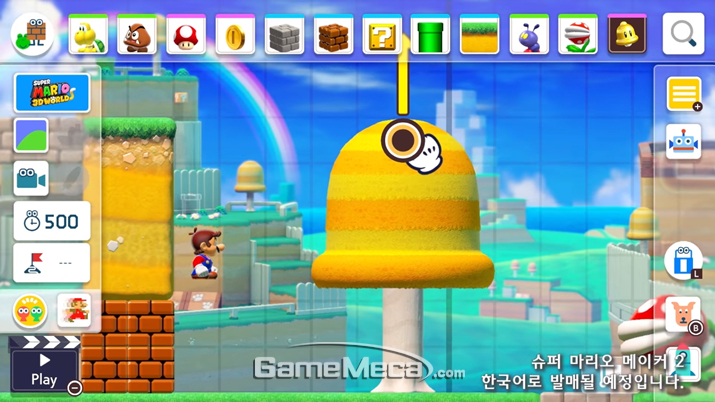 SUPER
MARIO
3D WORLD
500
---
L
B
Play
GameMeca.com
슈퍼 마리오 메이커 2
한국어로 발매될 예정입니다.